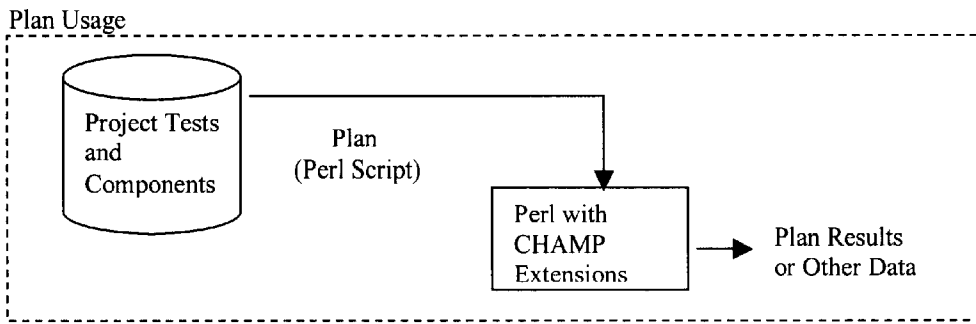 Plan Usage
Project Tests
and
Components
Plan
(Perl Script)
Perl with
CHAMP
Extensions
Plan Results
or Other Data